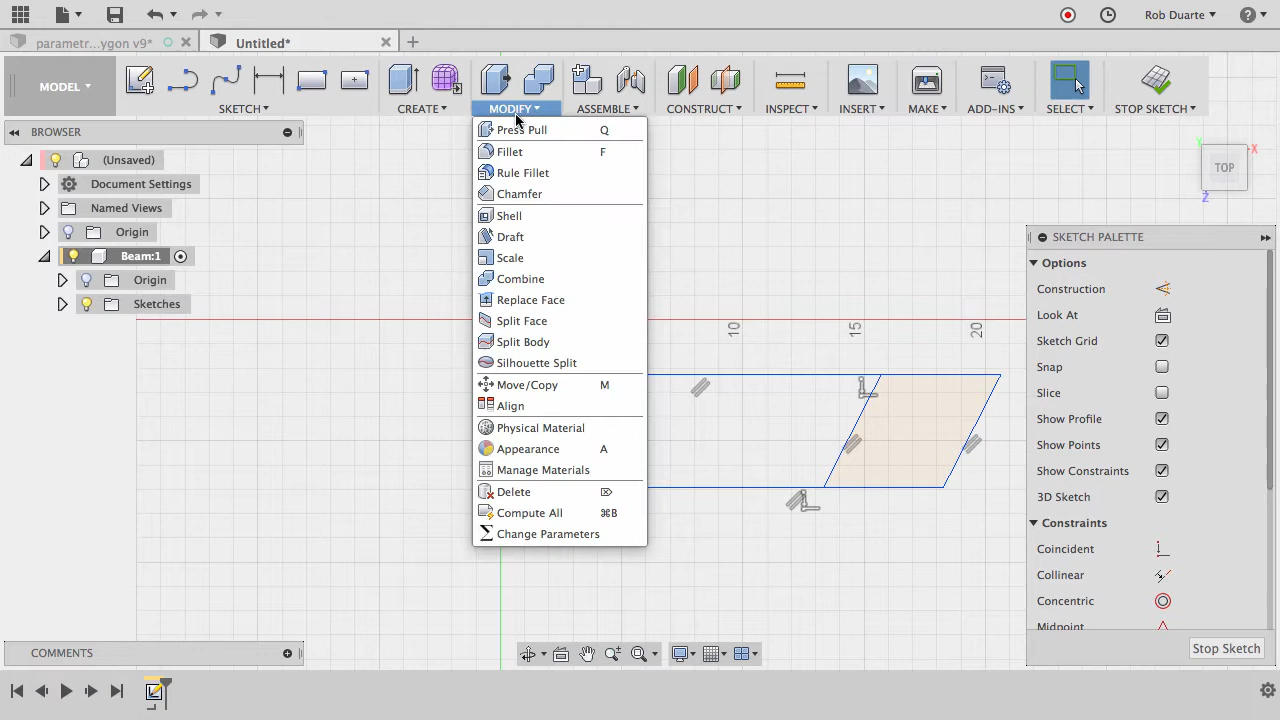 Rob Duarte
parametr...ygon v9*
Untitled*
MODEL
SKETCH
CREATE
MODIFY
ASSEMBLE
CONSTRUCT
INSPECT
INSERT
MAKE
ADD-INS
SELECT
STOP SKETCH
BROWSER
(Unsaved)
Document Settings
Named Views
Origin
Beam:1
Origin
Sketches
Press Pull Q
Fillet F
Rule Fillet
Chamfer
Shell
Draft
Scale
Combine
Replace Face
Split Face
Split Body
Silhouette Split
Move/Copy M
Align
Physical Material
Appearance A
Manage Materials
Delete ⌦
Compute All ⌘B
Change Parameters
10
15
20
Y
X
TOP
Z
SKETCH PALETTE
Options
Construction
Look At
Sketch Grid
Snap
Slice
Show Profile
Show Points
Show Constraints
3D Sketch
Constraints
Coincident
Collinear
Concentric
Midpoint
Stop Sketch
COMMENTS